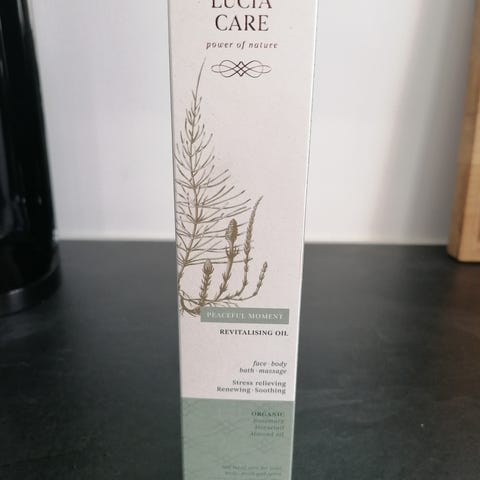 LUCIA
CARE
power of nature
PEACEFUL MOMENT
REVITALISING OIL
face · body
bath · massage
Stress relieving
Renewing · Soothing
ORGANIC
Rosemary
Horsetail
Almond oil